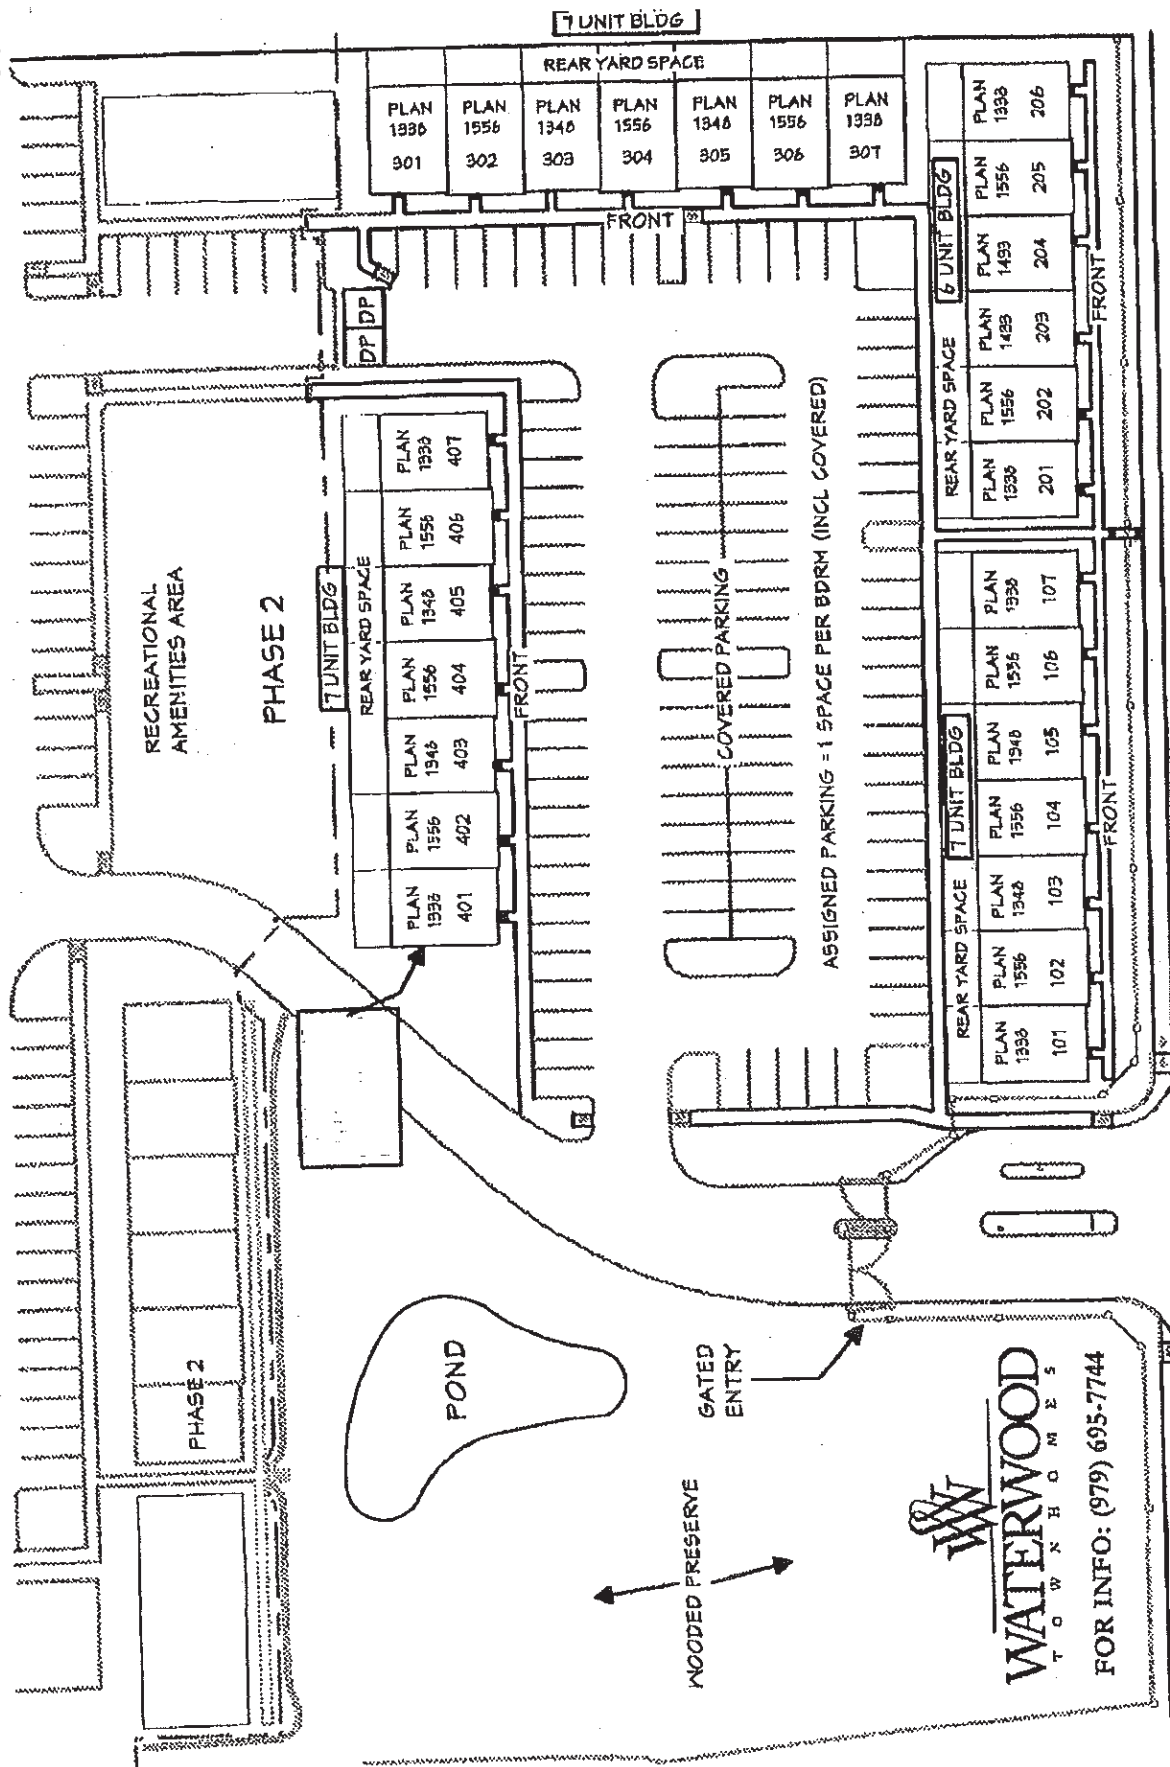 7 UNIT BLDG
REAR YARD SPACE
PLAN
1338
301
PLAN
1556
302
PLAN
1348
303
PLAN
1556
304
PLAN
1348
305
PLAN
1556
306
PLAN
1338
307
FRONT
DP DP
DP DP
6 UNIT BLDG
REAR YARD SPACE
PLAN
1338
206
PLAN
1556
205
PLAN
1433
204
PLAN
1433
203
PLAN
1556
202
PLAN
1338
201
FRONT
RECREATIONAL
AMENITIES AREA
PHASE 2
7 UNIT BLDG
REAR YARD SPACE
PLAN
1338
407
PLAN
1556
406
PLAN
1348
405
PLAN
1556
404
PLAN
1348
403
PLAN
1556
402
PLAN
1338
401
FRONT
COVERED PARKING
ASSIGNED PARKING = 1 SPACE PER BDRM (INCL COVERED)
7 UNIT BLDG
REAR YARD SPACE
PLAN
1338
107
PLAN
1556
106
PLAN
1348
105
PLAN
1556
104
PLAN
1348
103
PLAN
1556
102
PLAN
1338
101
FRONT
PHASE 2
POND
GATED
ENTRY
WOODED PRESERVE
WATERWOOD
TOWNHOMES
FOR INFO: (979) 695-7744